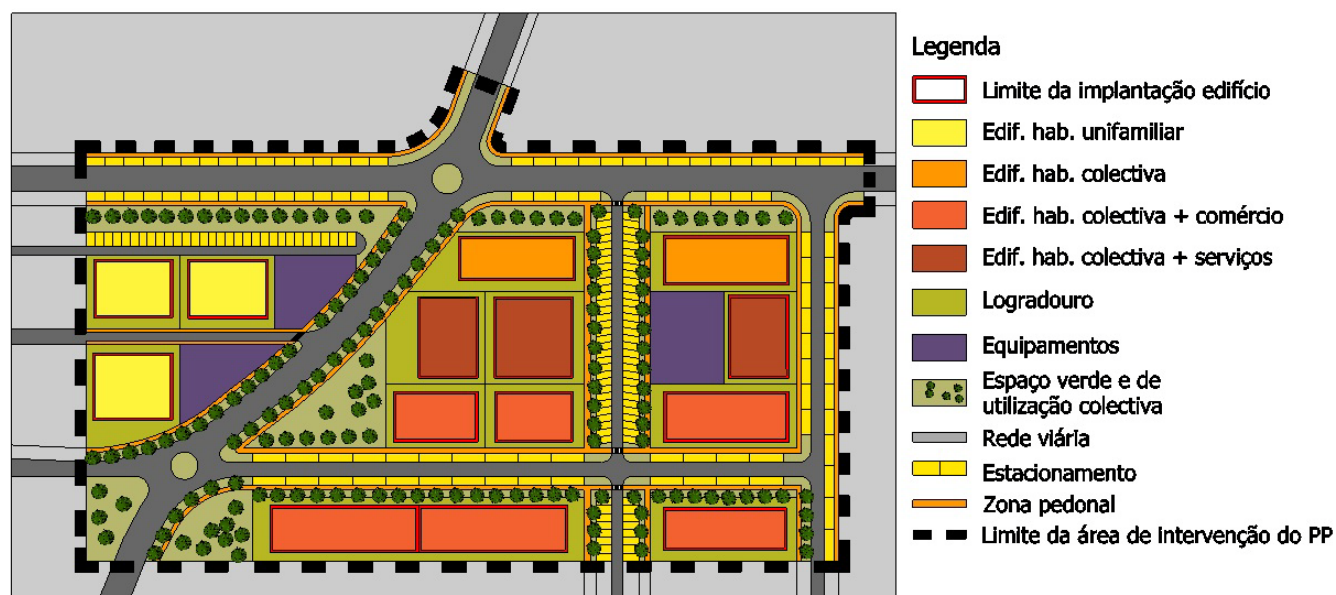 Legenda
Limite da implantação edifício
Edif. hab. unifamiliar
Edif. hab. colectiva
Edif. hab. colectiva + comércio
Edif. hab. colectiva + serviços
Logradouro
Equipamentos
Espaço verde e de
utilização colectiva
Rede viária
Estacionamento
Zona pedonal
Limite da área de intervenção do PP